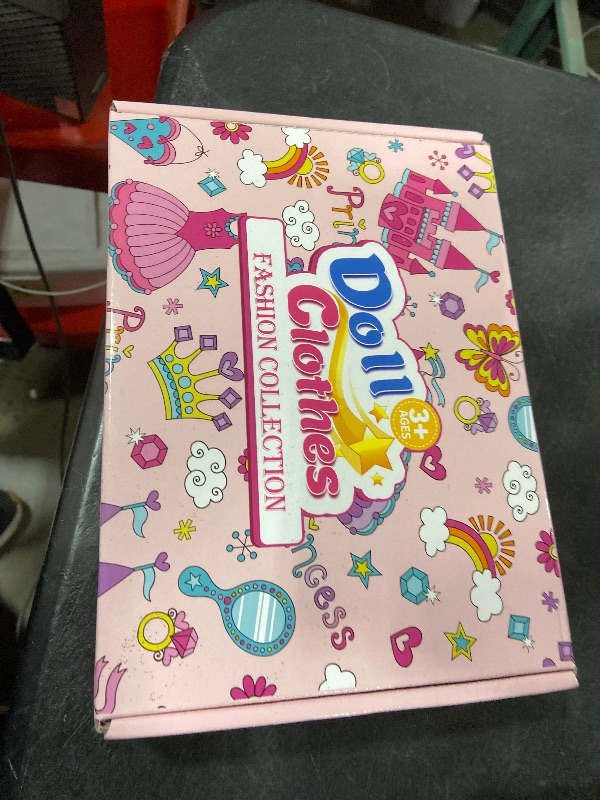 Doll
Clothes
3+
AGES
FASHION COLLECTION
Prin
Prin
ncess